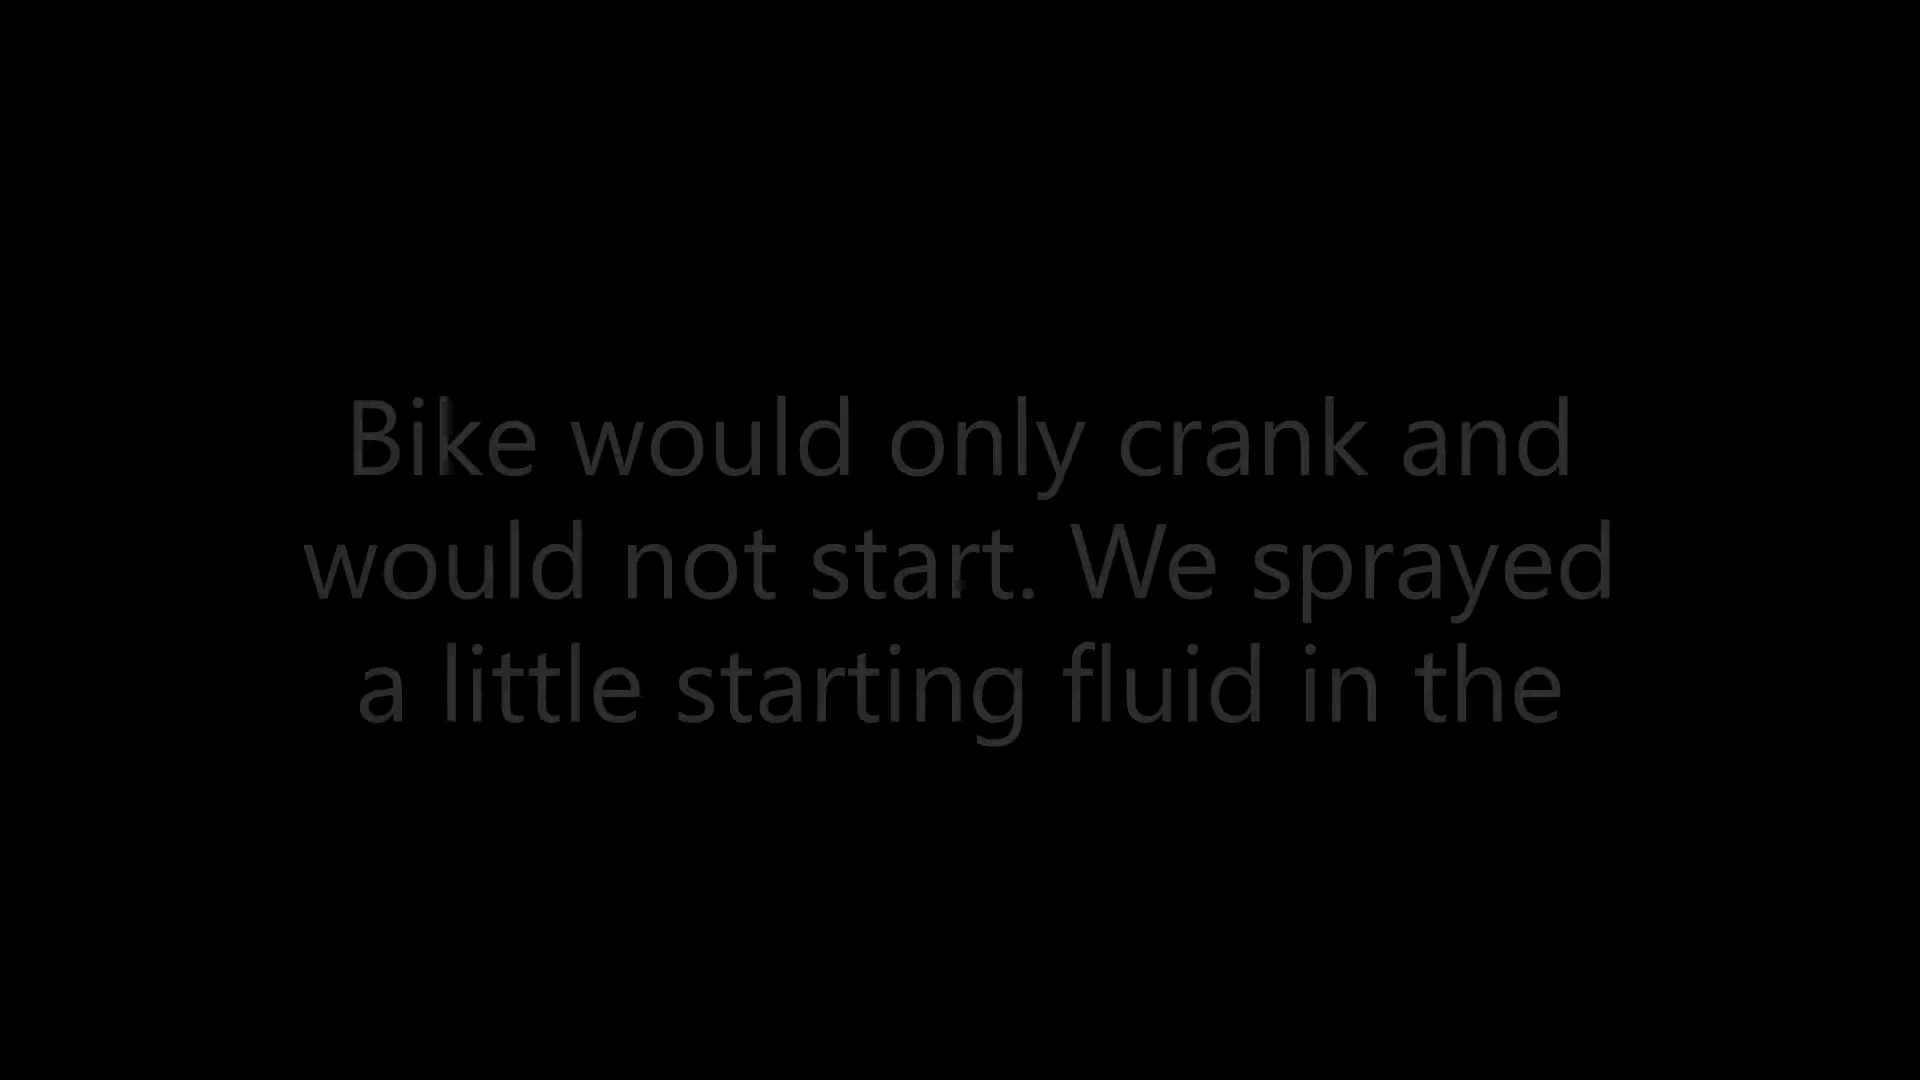 Bike would only crank and
would not start. We sprayed
a little starting fluid in the